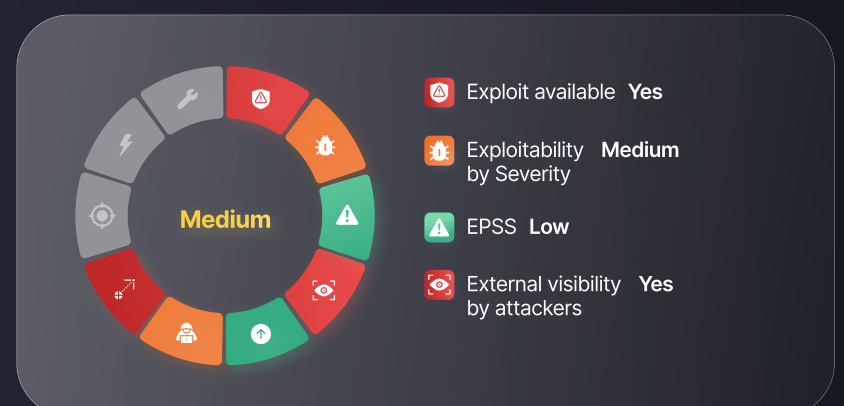 Medium
Exploit available Yes
Exploitability Medium
by Severity
EPSS Low
External visibility Yes
by attackers